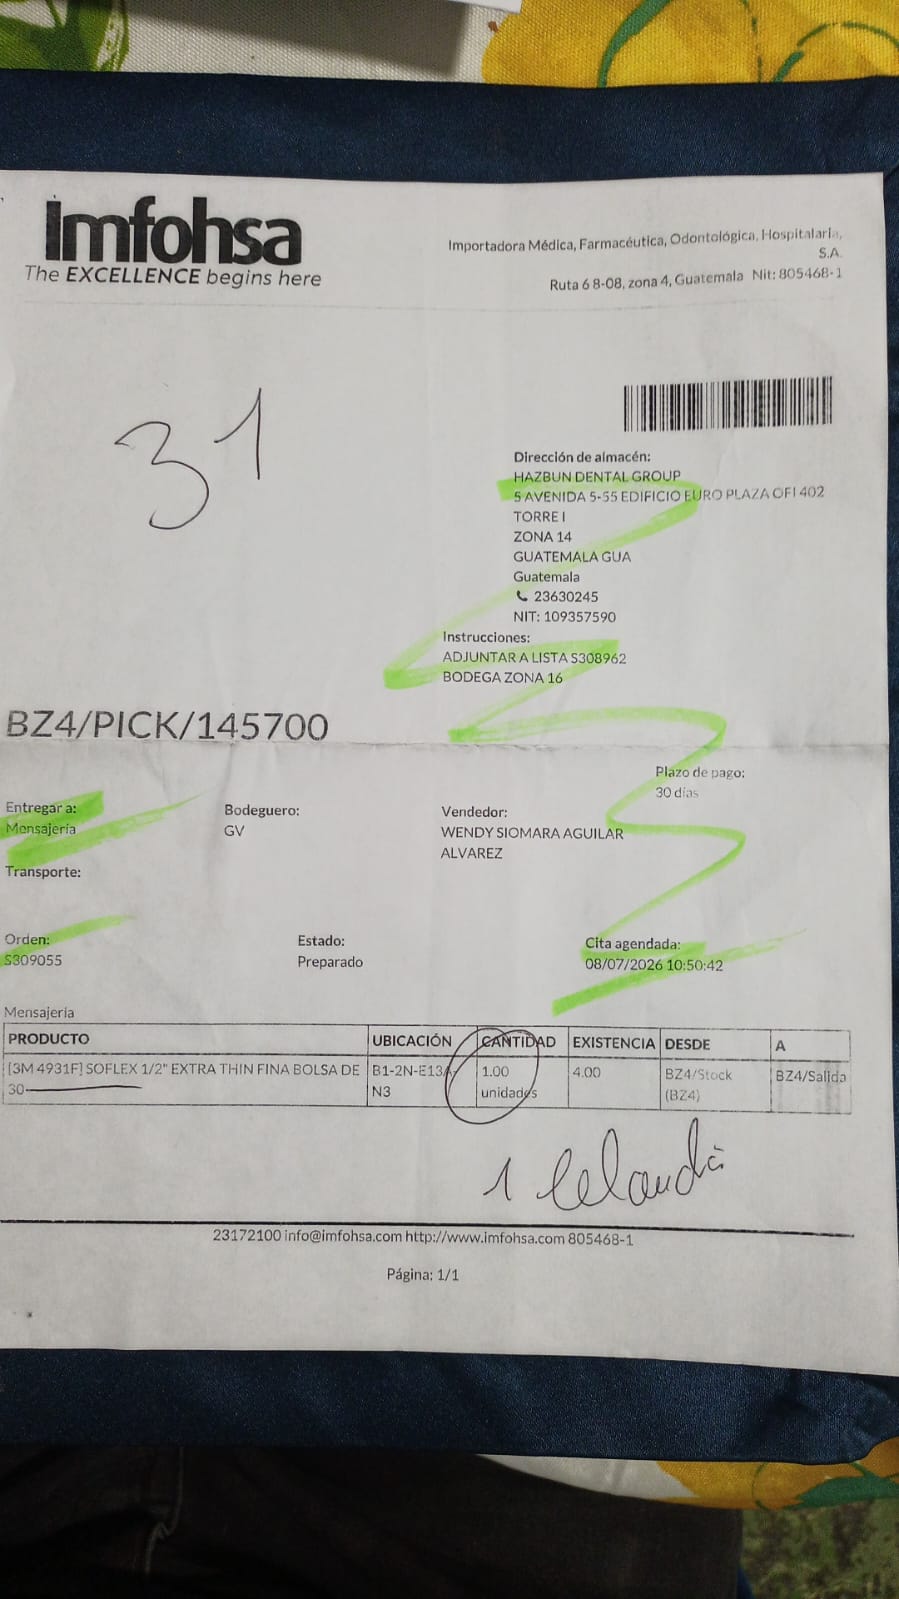 imfohsa
The EXCELLENCE begins here
Importadora Médica, Farmacéutica, Odontológica, Hospitalaria,
S.A.
Ruta 6 8-08, zona 4, Guatemala Nit: 805468-1
31
Dirección de almacén:
HAZBUN DENTAL GROUP
5 AVENIDA 5-55 EDIFICIO EURO PLAZA OFI 402
TORRE I
ZONA 14
GUATEMALA GUA
Guatemala
23630245
NIT: 109357590
Instrucciones:
ADJUNTAR A LISTA S308962
BODEGA ZONA 16
BZ4/PICK/145700
Plazo de pago:
30 días
Entregar a: Bodeguero: Vendedor:
Mensajería GV WENDY SIOMARA AGUILAR
ALVAREZ
Transporte:
Orden: Estado: Cita agendada:
S309055 Preparado 08/07/2026 10:50:42
Mensajería
PRODUCTO UBICACIÓN CANTIDAD EXISTENCIA DESDE A
[3M 4931F] SOFLEX 1/2" EXTRA THIN FINA BOLSA DE B1-2N-E13A- 1.00 4.00 BZ4/Stock BZ4/Salida
30 N3 unidades (BZ4)
1
23172100 info@imfohsa.com http://www.imfohsa.com 805468-1
Página: 1/1